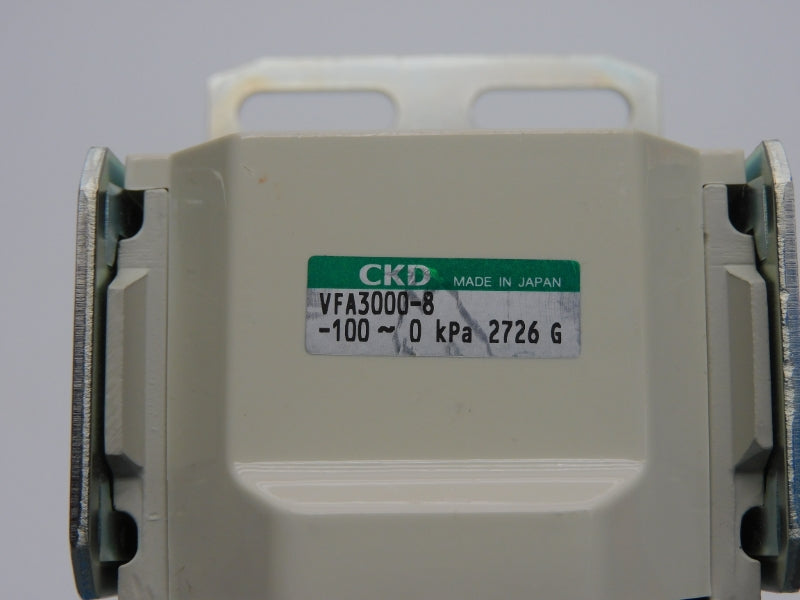 CKD MADE IN JAPAN
VFA3000-8
-100 ~ 0 kPa 2726 G